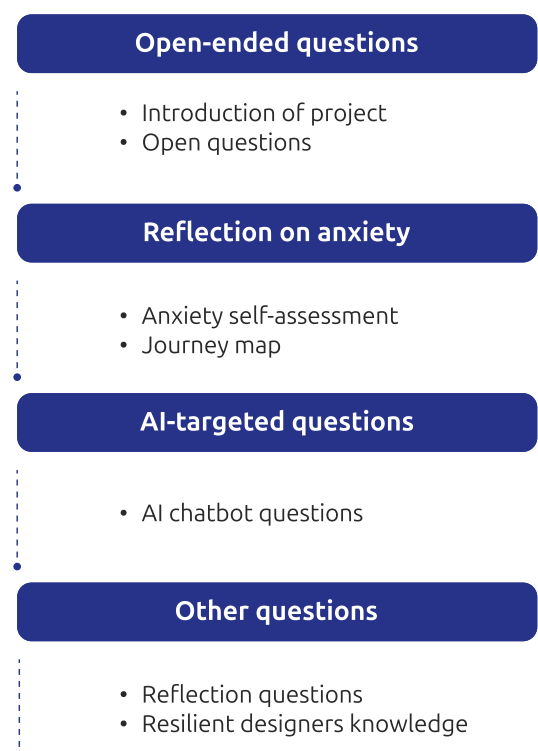 Open-ended questions
• Introduction of project
• Open questions
Reflection on anxiety
• Anxiety self-assessment
• Journey map
AI-targeted questions
• AI chatbot questions
Other questions
• Reflection questions
• Resilient designers knowledge